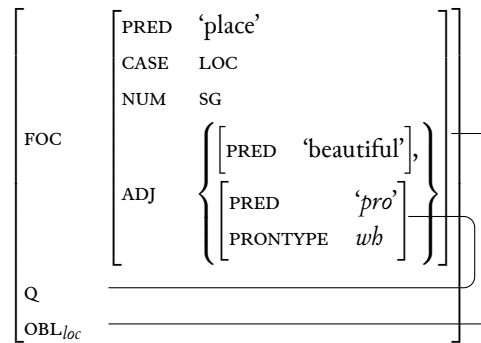 PRED ‘place’
CASE LOC
NUM SG
FOC
[PRED ‘beautiful’],
ADJ
PRED ‘pro’
PRONTYPE wh
Q
OBLloc